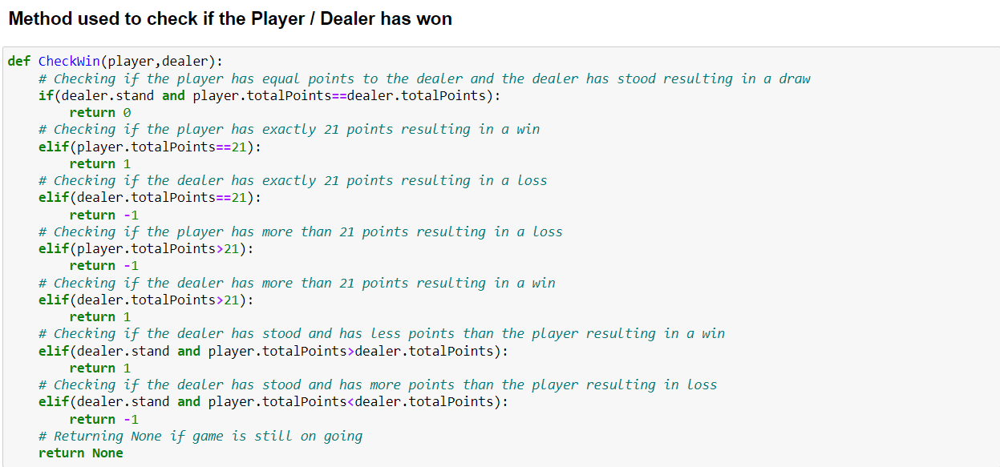 Method used to check if the Player / Dealer has won
def CheckWin(player,dealer):
    # Checking if the player has equal points to the dealer and the dealer has stood resulting in a draw
    if(dealer.stand and player.totalPoints==dealer.totalPoints):
        return 0
    # Checking if the player has exactly 21 points resulting in a win
    elif(player.totalPoints==21):
        return 1
    # Checking if the dealer has exactly 21 points resulting in a loss
    elif(dealer.totalPoints==21):
        return -1
    # Checking if the player has more than 21 points resulting in a loss
    elif(player.totalPoints>21):
        return -1
    # Checking if the dealer has more than 21 points resulting in a win
    elif(dealer.totalPoints>21):
        return 1
    # Checking if the dealer has stood and has less points than the player resulting in a win
    elif(dealer.stand and player.totalPoints>dealer.totalPoints):
        return 1
    # Checking if the dealer has stood and has more points than the player resulting in loss
    elif(dealer.stand and player.totalPoints<dealer.totalPoints):
        return -1
    # Returning None if game is still on going
    return None